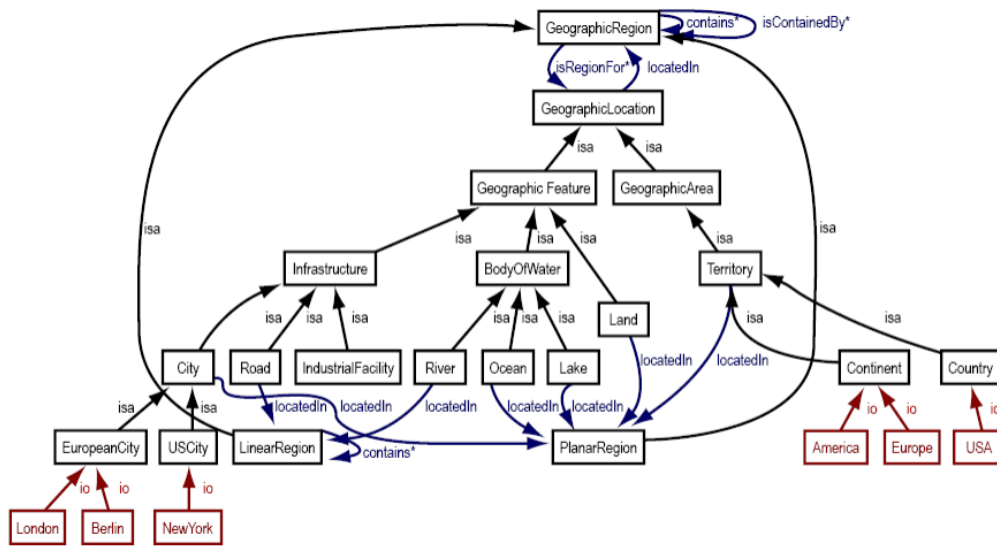 GeographicRegion
contains*
isContainedBy*
isRegionFor*
locatedIn
GeographicLocation
isa
isa
Geographic Feature
GeographicArea
isa
isa
isa
isa
isa
isa
isa
Infrastructure
BodyOfWater
Territory
Land
isa
isa
isa
isa
isa
isa
isa
isa
City
Road
IndustrialFacility
River
Ocean
Lake
locatedIn
locatedIn
Continent
Country
locatedIn
locatedIn
locatedIn
locatedIn
locatedIn
isa
isa
io
io
io
EuropeanCity
USCity
LinearRegion
contains*
PlanarRegion
America
Europe
USA
io
io
io
London
Berlin
NewYork